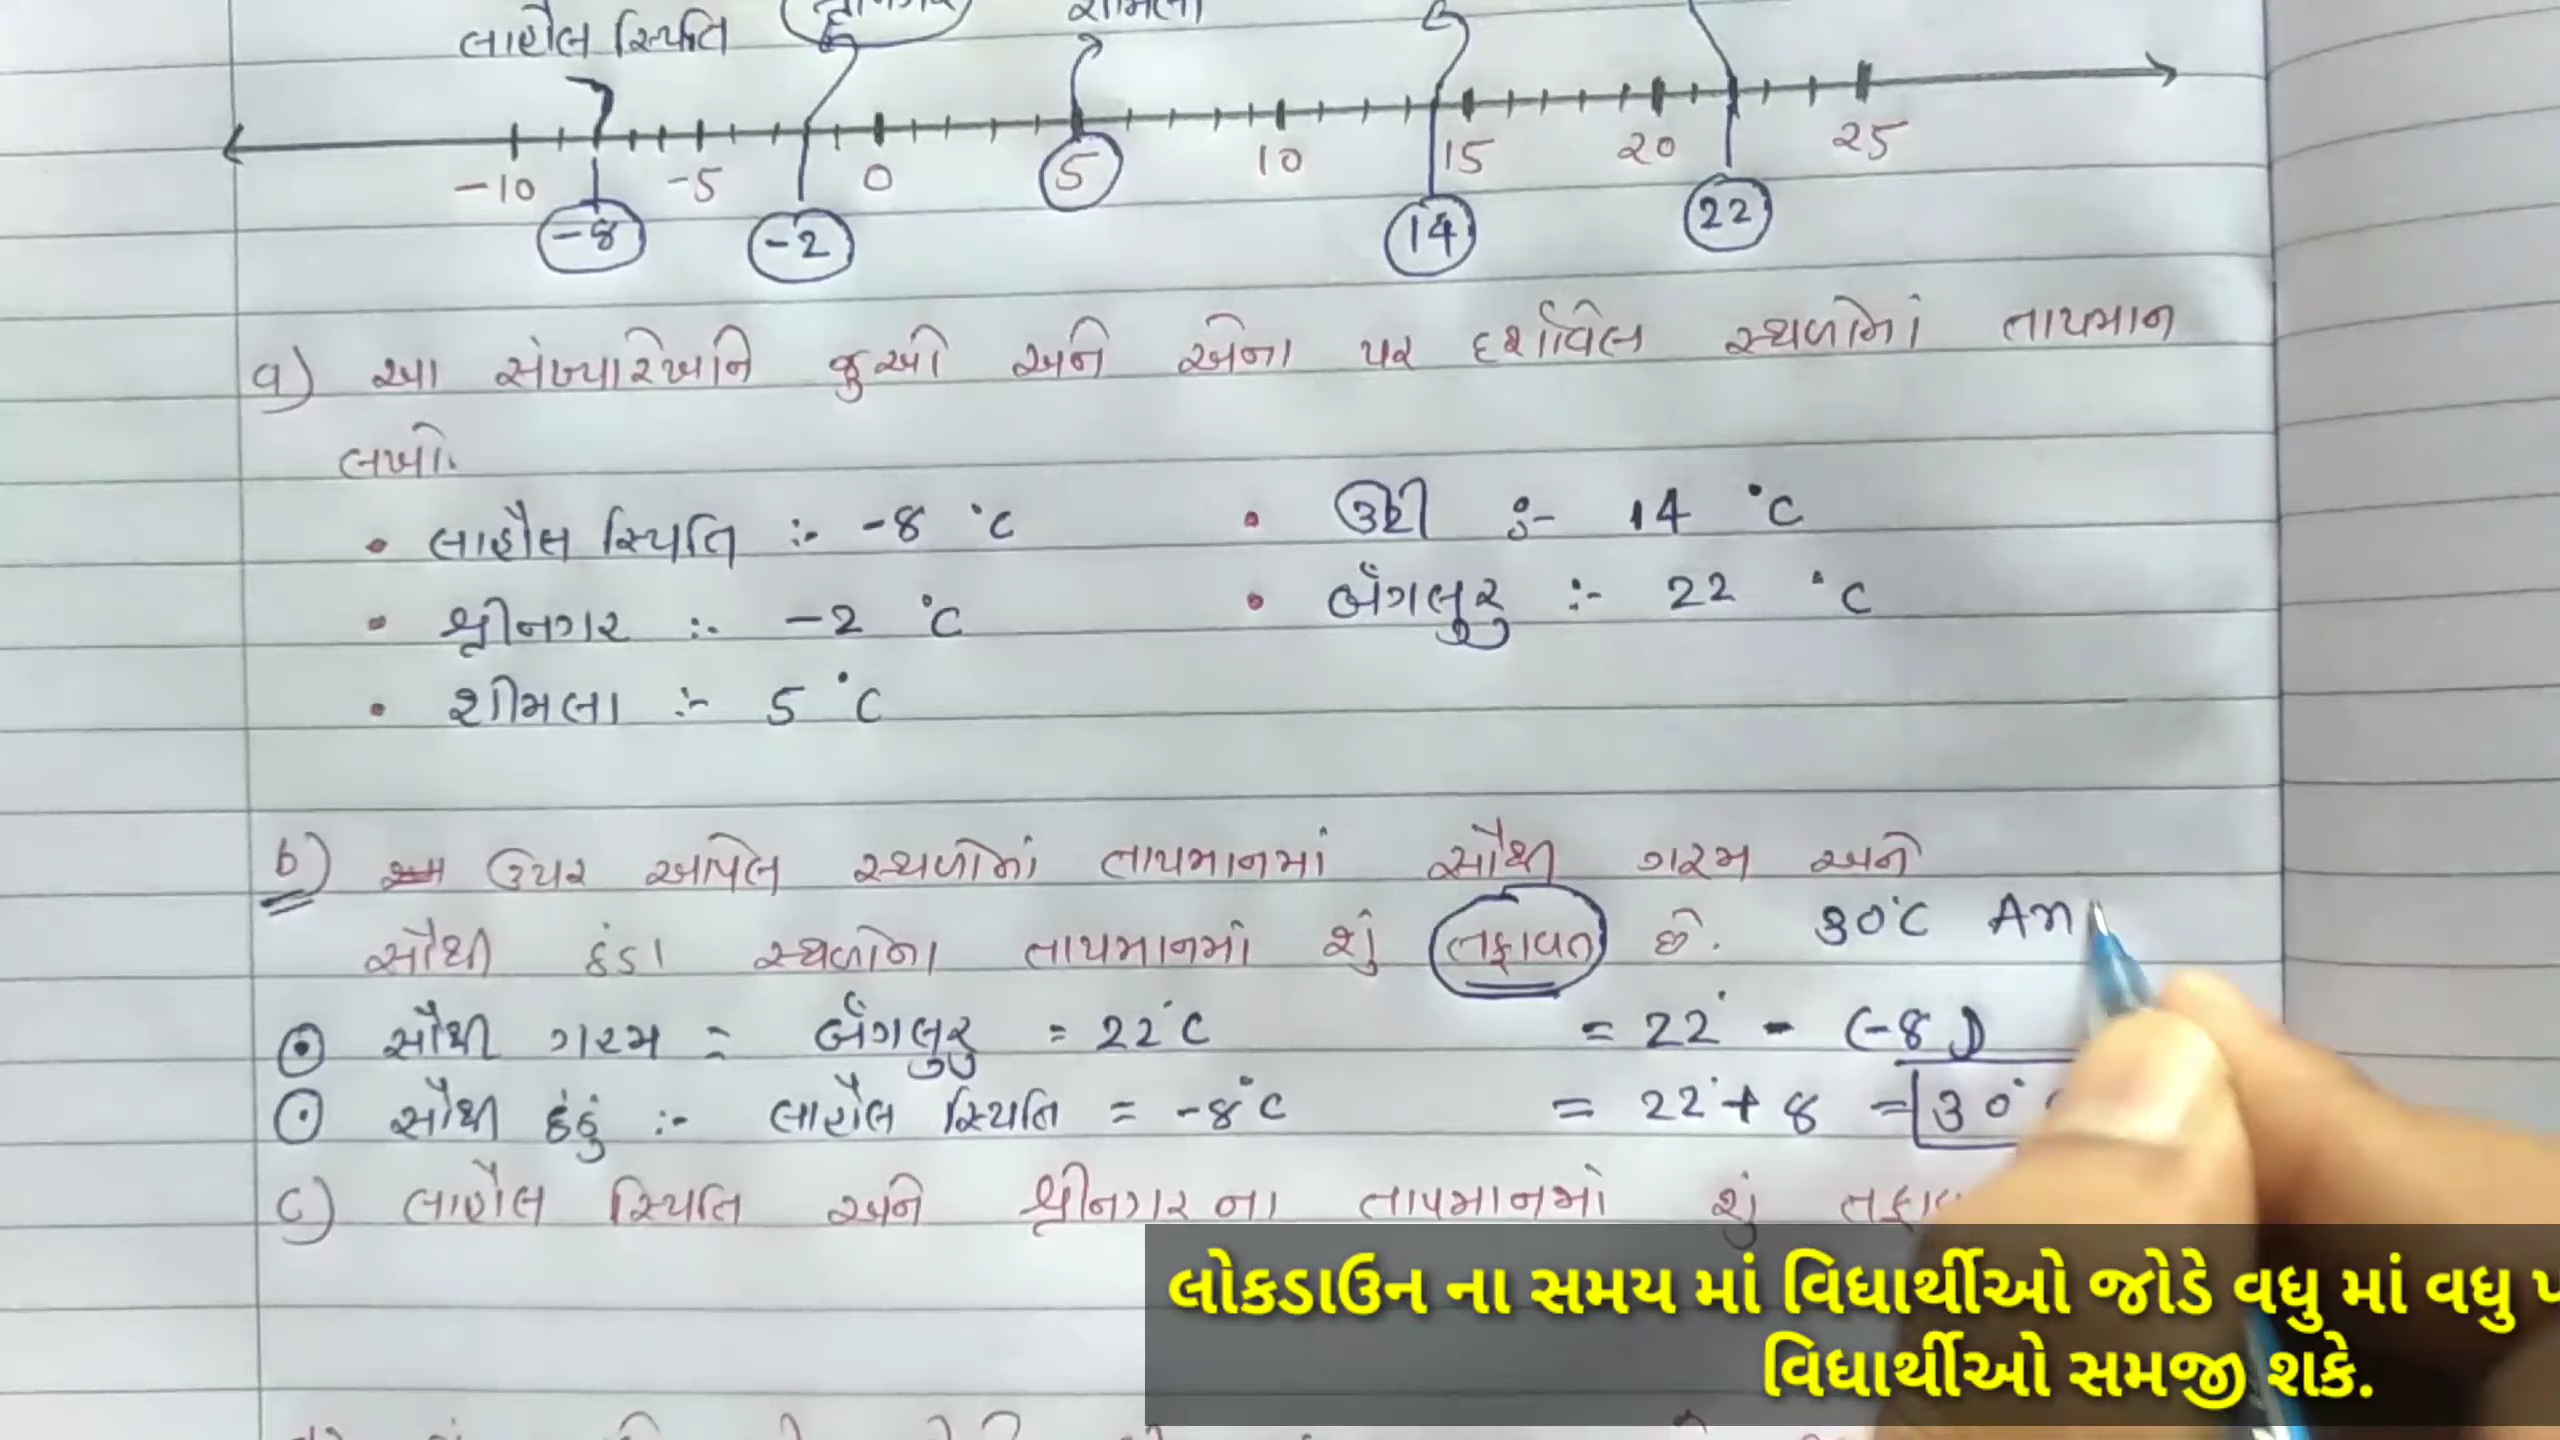 લાહૌલ સ્પિતિ શીમલા
-10 -5 0 5 10 15 20 25
-8 -2 14 22
a) આ સંખ્યારેખાને જુઓ અને એના પર દર્શાવેલ સ્થળોમાં તાપમાન
લખો.
• લાહૌલ સ્પિતિ :- -8 °C • ઉટી :- 14 °C
• શ્રીનગર :- -2 °C • બેંગલુરુ :- 22 °C
• શીમલા :- 5 °C
b) ઉપર આપેલ સ્થળોમાં તાપમાનમાં સૌથી ગરમ અને
સૌથી ઠંડા સ્થળોના તાપમાનમાં શું તફાવત છે. 30°C An
સૌથી ગરમ = બેંગલુરુ = 22°C = 22° - (-8)
સૌથી ઠંડું :- લાહૌલ સ્પિતિ = -8°C = 22° + 8 = 30°
c) લાહૌલ સ્પિતિ અને શ્રીનગરના તાપમાનમાં શું
લોકડાઉન ના સમય માં વિધાર્થીઓ જોડે વધુ માં વધુ
વિધાર્થીઓ સમજી શકે.